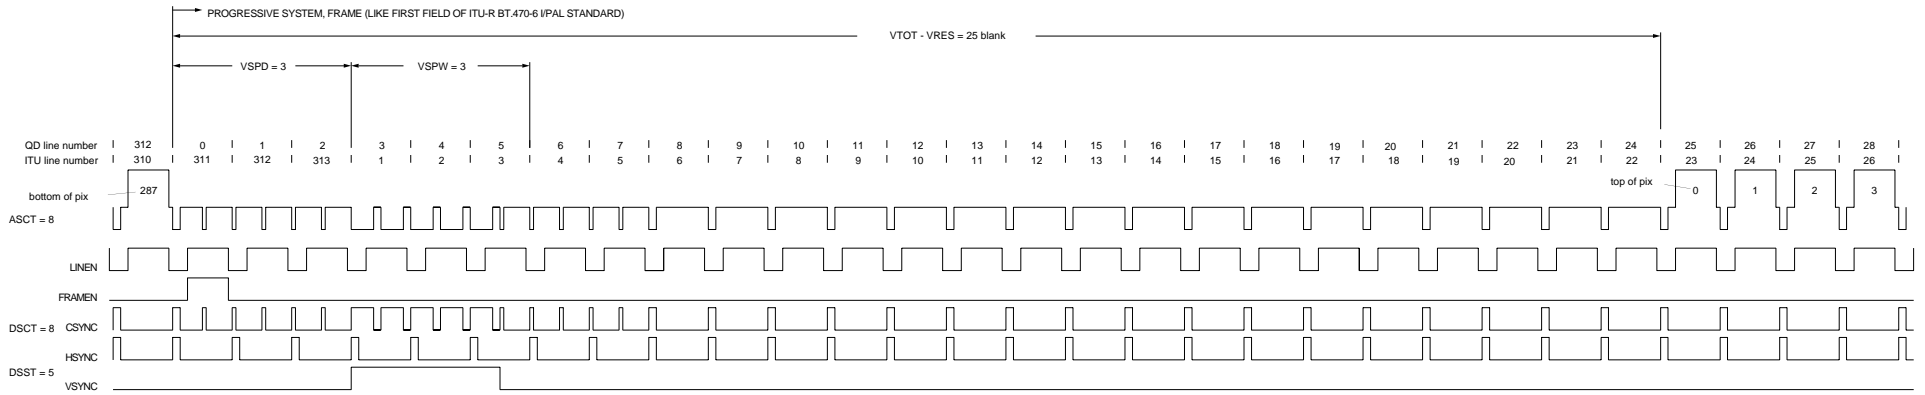 PROGRESSIVE SYSTEM, FRAME (LIKE FIRST FIELD OF ITU-R BT.470-6 I/PAL STANDARD)
VTOT - VRES = 25 blank
VSPD = 3 VSPW = 3
QD line number 312 0 1 2 3 4 5 6 7 8 9 10 11 12 13 14 15 16 17 18 19 20 21 22 23 24 25 26 27 28
ITU line number 310 311 312 313 1 2 3 4 5 6 7 8 9 10 11 12 13 14 15 16 17 18 19 20 21 22 23 24 25 26
bottom of pix 287 top of pix 0 1 2 3
ASCT = 8
LINEN
FRAMEN
DSCT = 8 CSYNC
HSYNC
DSST = 5
VSYNC